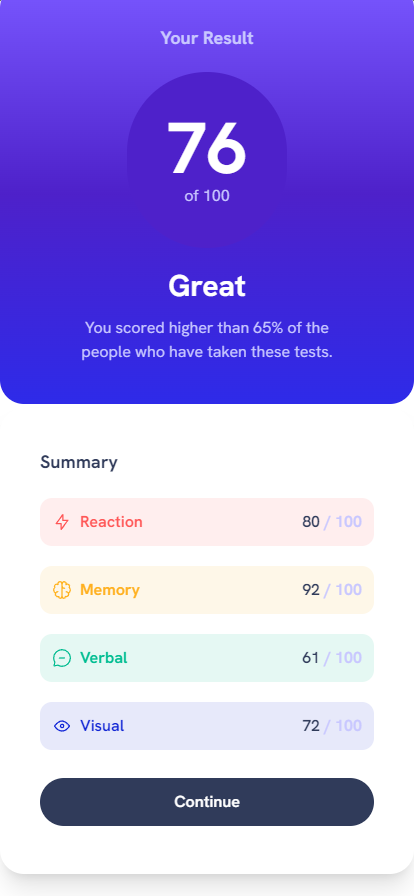 Your Result
76
of 100
Great
You scored higher than 65% of the
people who have taken these tests.
Summary
Reaction 80 / 100
Memory 92 / 100
Verbal 61 / 100
Visual 72 / 100
Continue